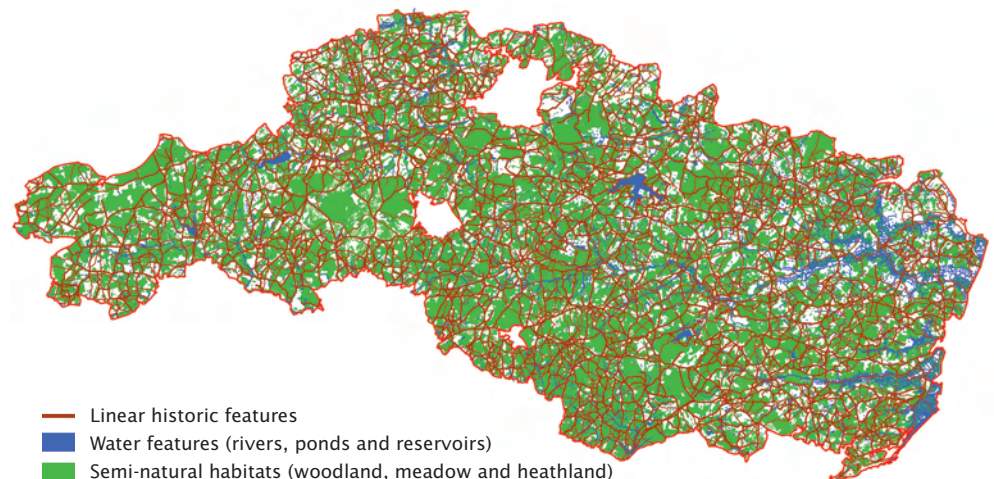 Linear historic features
Water features (rivers, ponds and reservoirs)
Semi-natural habitats (woodland, meadow and heathland)